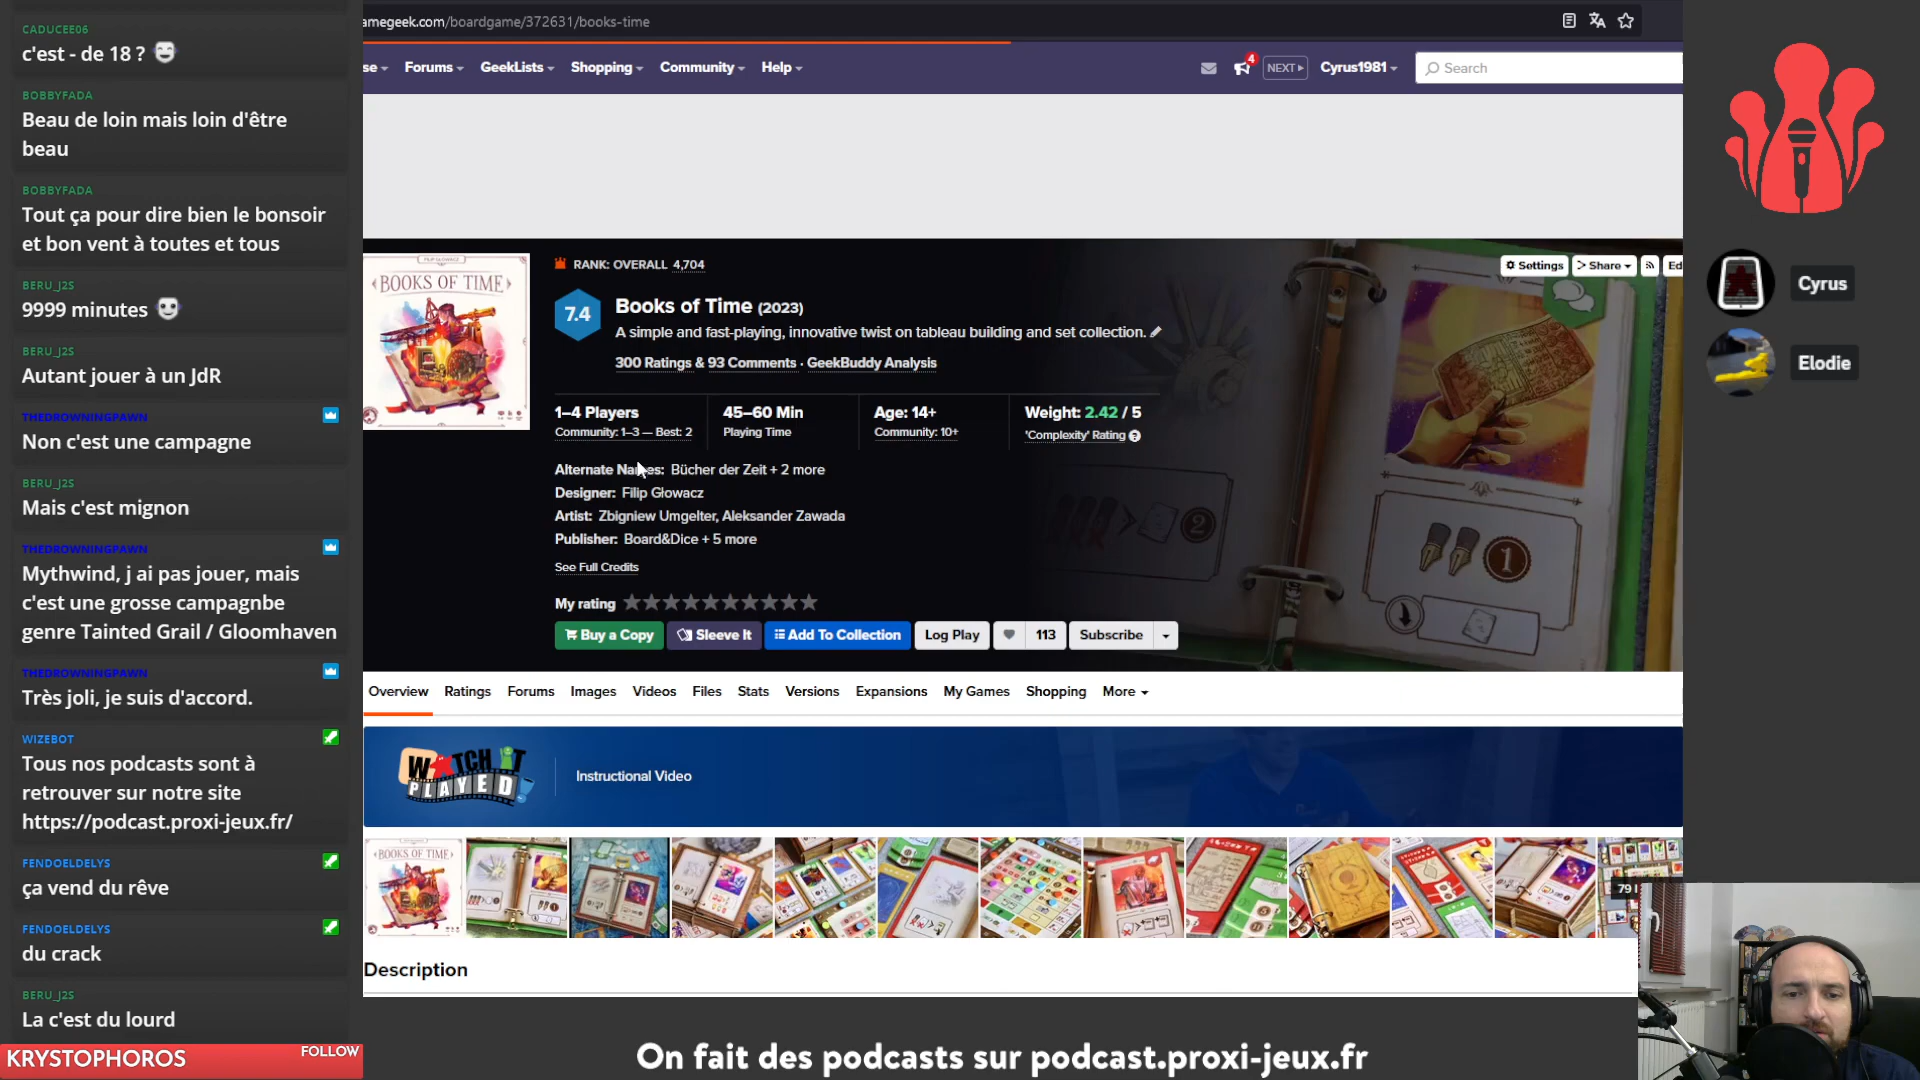 CADUCEE06
c'est - de 18 ?
BOBBYFADA
Beau de loin mais loin d'être
beau
BOBBYFADA
Tout ça pour dire bien le bonsoir
et bon vent à toutes et tous
BERU_J2S
9999 minutes
BERU_J2S
Autant jouer à un JdR
THEDROWNINGPAWN
Non c'est une campagne
BERU_J2S
Mais c'est mignon
THEDROWNINGPAWN
Mythwind, j ai pas jouer, mais
c'est une grosse campagnbe
genre Tainted Grail / Gloomhaven
THEDROWNINGPAWN
Très joli, je suis d'accord.
WIZEBOT
Tous nos podcasts sont à
retrouver sur notre site
https://podcast.proxi-jeux.fr/
FENDOELDELYS
ça vend du rêve
FENDOELDELYS
du crack
BERU_J2S
La c'est du lourd
KRYSTOPHOROS FOLLOW
amegeek.com/boardgame/372631/books-time
se Forums GeekLists Shopping Community Help 4 NEXT Cyrus1981 Search
BOOKS OF TIME
RANK: OVERALL 4,704
Settings Share Ed
7.4
Books of Time (2023)
A simple and fast-playing, innovative twist on tableau building and set collection.
300 Ratings & 93 Comments · GeekBuddy Analysis
1–4 Players 45–60 Min Age: 14+ Weight: 2.42 / 5
Community: 1–3 — Best: 2 Playing Time Community: 10+ 'Complexity' Rating
Alternate Names: Bücher der Zeit + 2 more
Designer: Filip Głowacz
Artist: Zbigniew Umgelter, Aleksander Zawada
Publisher: Board&Dice + 5 more
See Full Credits
My rating
Buy a Copy Sleeve It Add To Collection Log Play 113 Subscribe
2
1
Overview Ratings Forums Images Videos Files Stats Versions Expansions My Games Shopping More
WATCH IT
PLAYED
Instructional Video
BOOKS OF TIME
79 I
Description
Cyrus
Elodie
On fait des podcasts sur podcast.proxi-jeux.fr